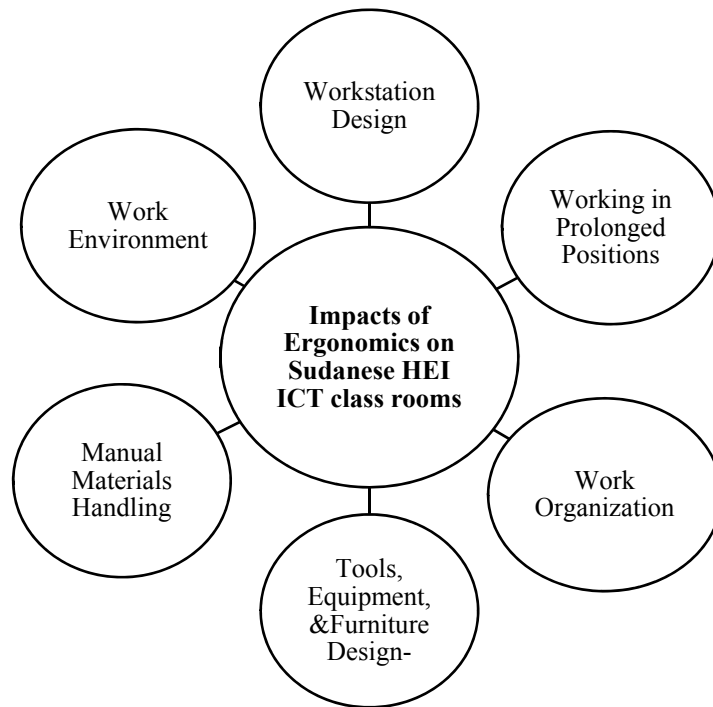 Workstation
Design
Work
Environment
Working in
Prolonged
Positions
Impacts of
Ergonomics on
Sudanese HEI
ICT class rooms
Manual
Materials
Handling
Work
Organization
Tools,
Equipment,
&Furniture
Design-